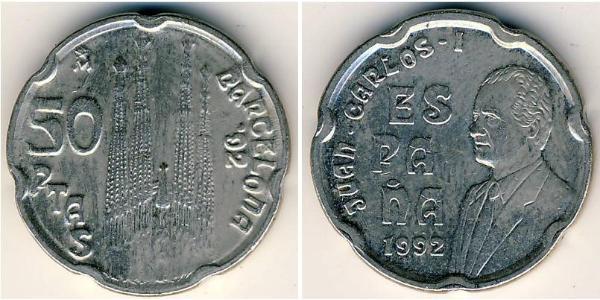 50
PTAS
BARCELONA
'92
JUAN · CARLOS · I
ES
PA
ÑA
1992